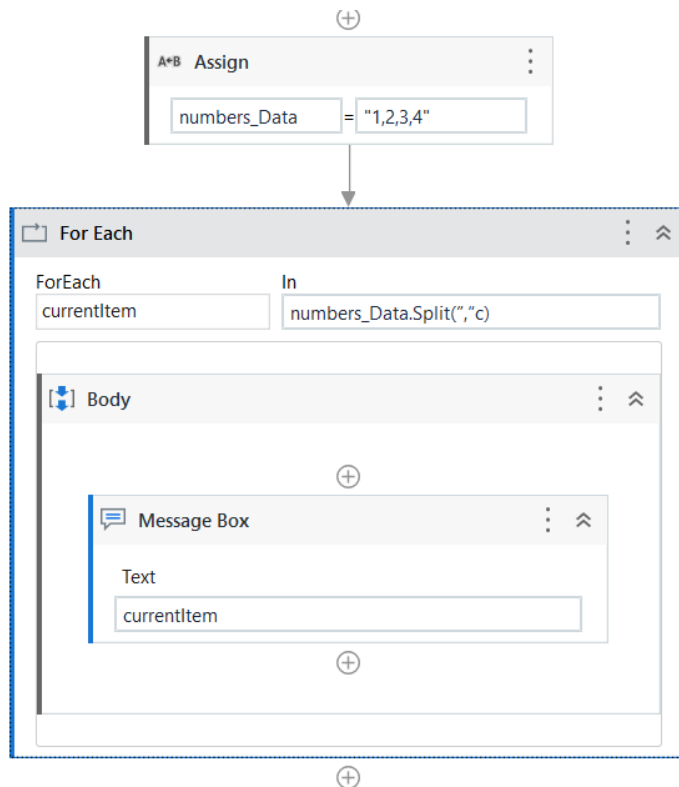 A+B Assign
numbers_Data = "1,2,3,4"
For Each
ForEach In
currentItem numbers_Data.Split(”,“c)
Body
Message Box
Text
currentItem